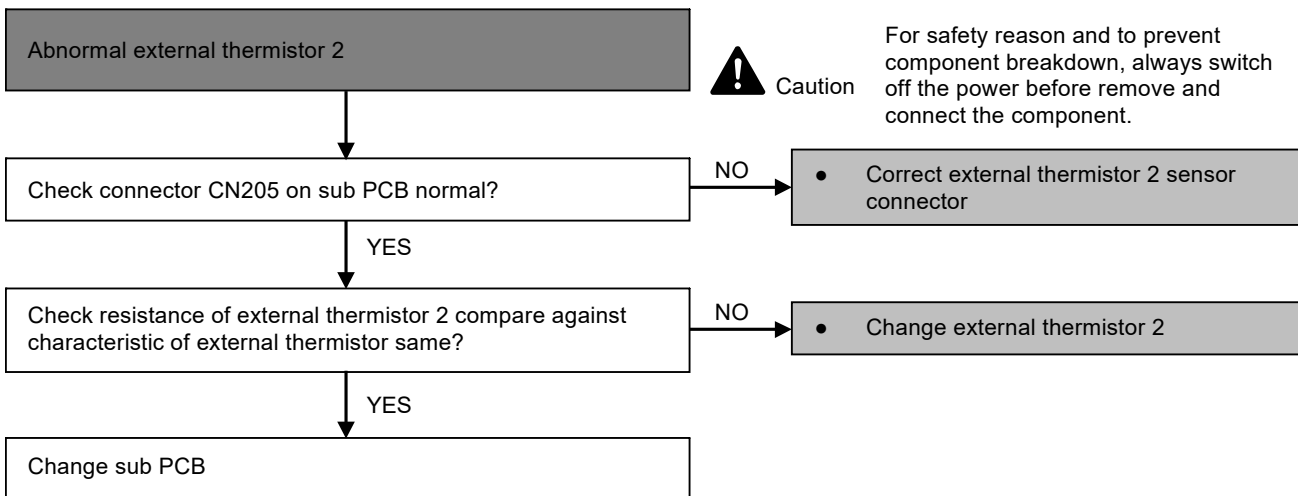 Abnormal external thermistor 2
Caution
For safety reason and to prevent
component breakdown, always switch
off the power before remove and
connect the component.
Check connector CN205 on sub PCB normal?
NO
● Correct external thermistor 2 sensor
connector
YES
Check resistance of external thermistor 2 compare against
characteristic of external thermistor same?
NO
● Change external thermistor 2
YES
Change sub PCB